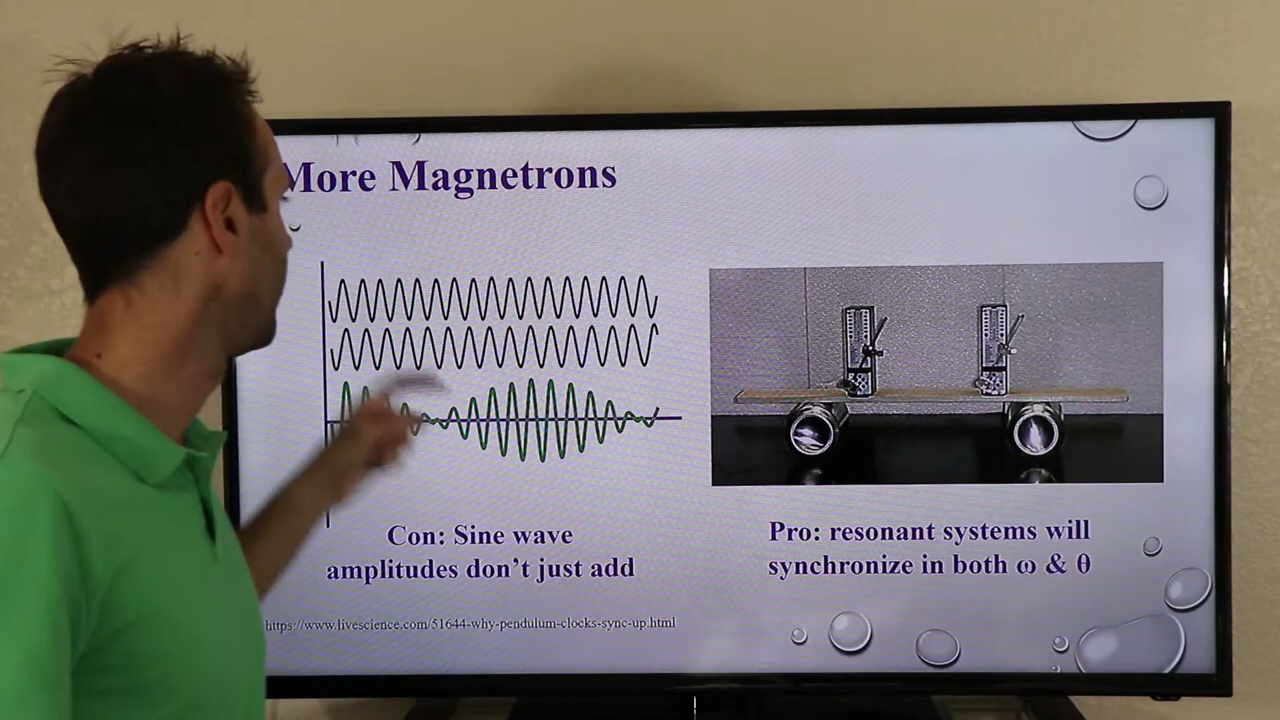 More Magnetrons
Con: Sine wave
amplitudes don't just add
Pro: resonant systems will
synchronize in both ω & θ
https://www.livescience.com/51644-why-pendulum-clocks-sync-up.html